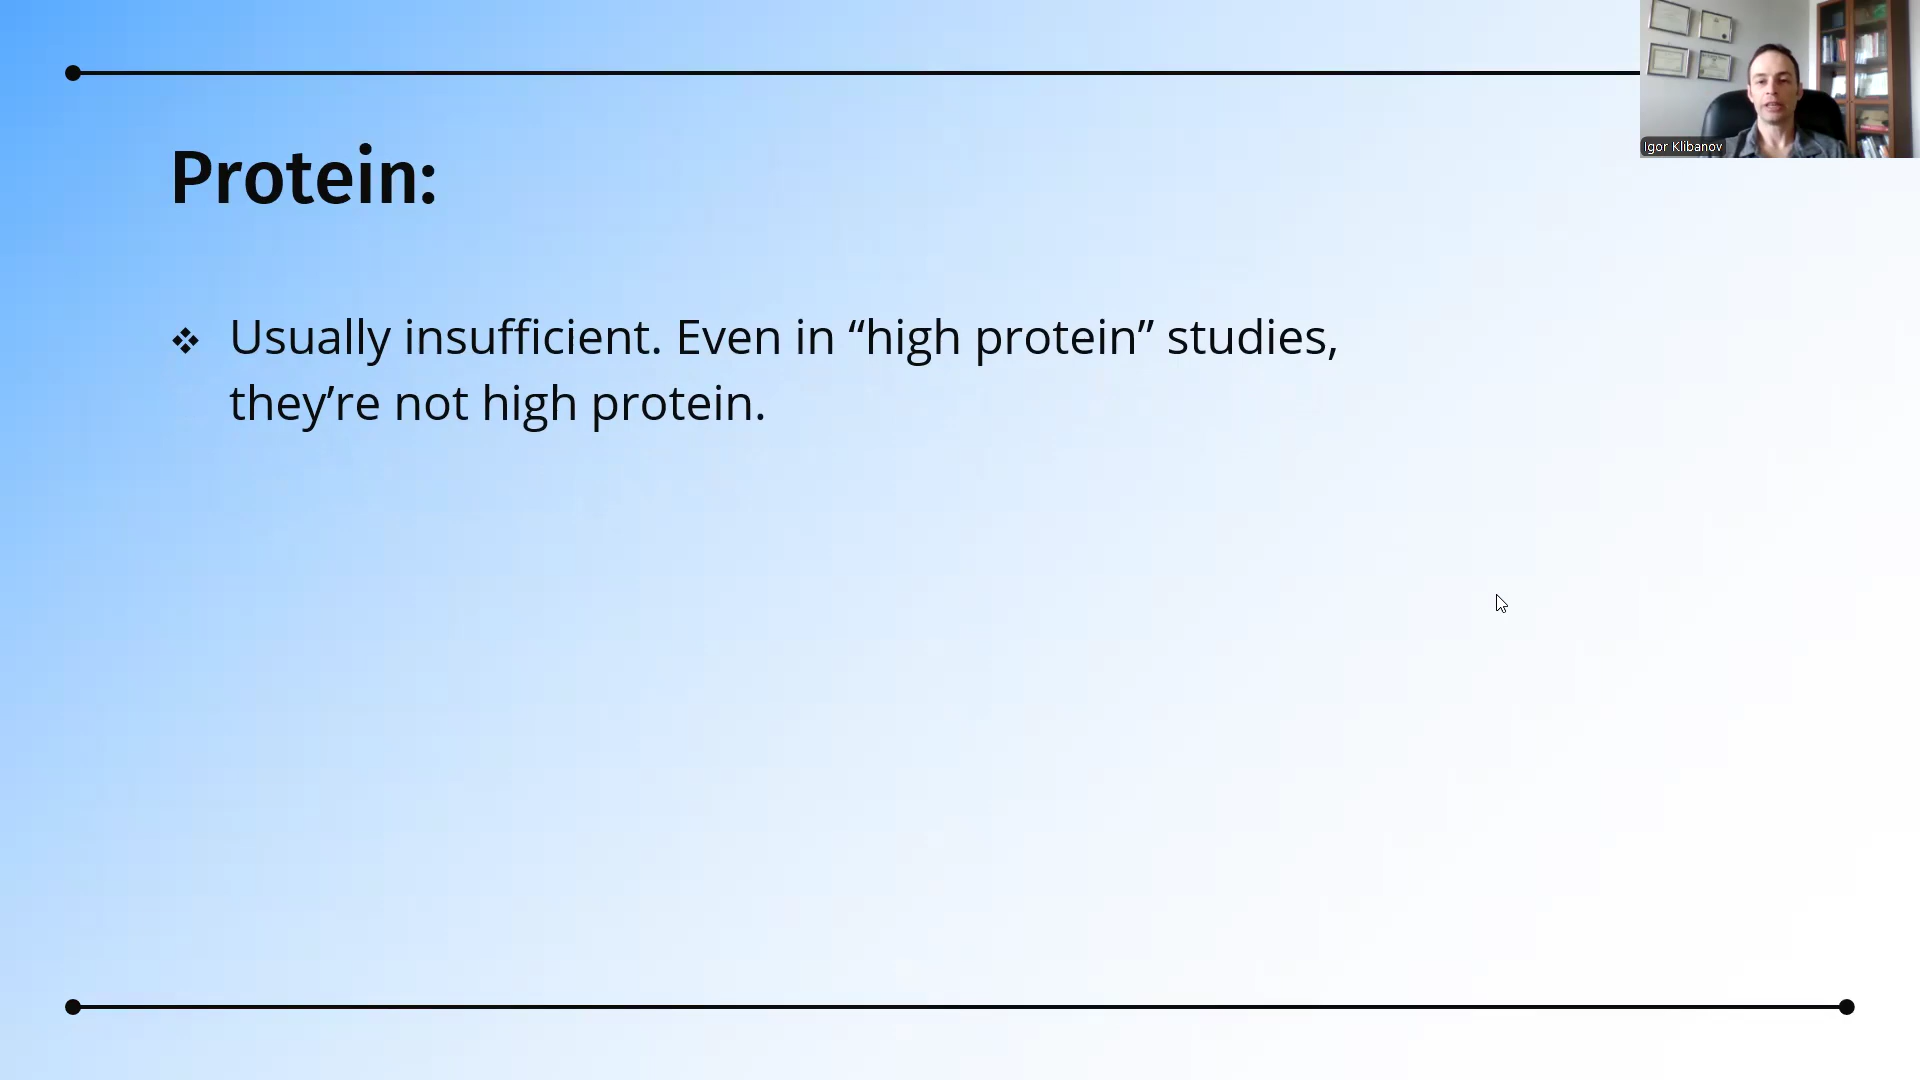 Igor Klibanov
Protein:
❖ Usually insufficient. Even in “high protein” studies,
they’re not high protein.